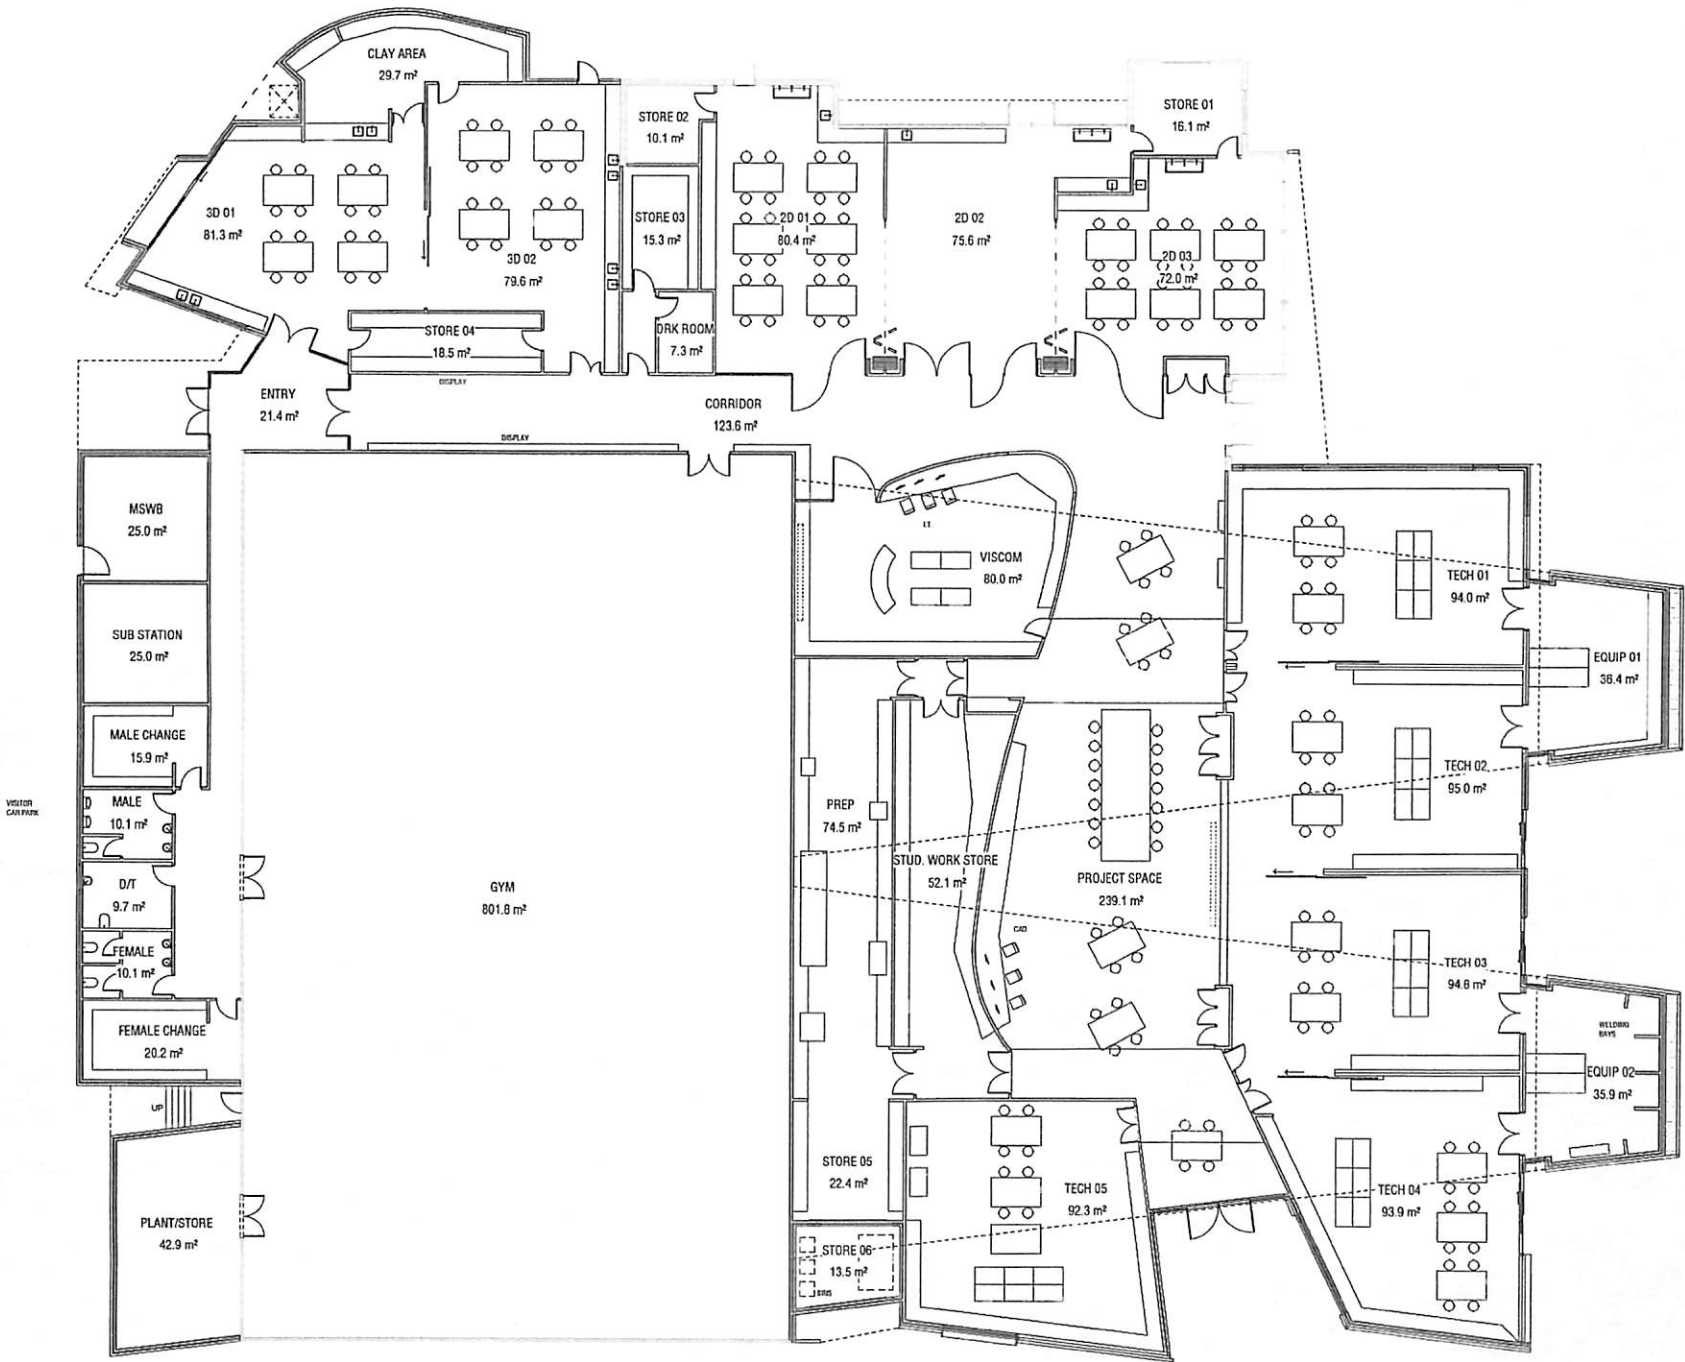 CLAY AREA
29.7 m²
STORE 01
16.1 m²
STORE 02
10.1 m²
3D 01
81.3 m²
3D 02
79.6 m²
STORE 03
15.3 m²
2D 01
80.4 m²
2D 02
75.6 m²
2D 03
72.0 m²
STORE 04
18.5 m²
DRK ROOM
7.3 m²
DISPLAY
ENTRY
21.4 m²
CORRIDOR
123.6 m²
DISPLAY
MSWB
25.0 m²
I.T
VISCOM
80.0 m²
TECH 01
94.0 m²
SUB STATION
25.0 m²
EQUIP 01
36.4 m²
MALE CHANGE
15.9 m²
TECH 02
95.0 m²
VISITOR
CAR PARK
MALE
10.1 m²
PREP
74.5 m²
STUD. WORK STORE
52.1 m²
PROJECT SPACE
239.1 m²
D/T
9.7 m²
GYM
801.8 m²
CAD
FEMALE
10.1 m²
TECH 03
94.8 m²
FEMALE CHANGE
20.2 m²
WELDING
BAYS
EQUIP 02
35.9 m²
UP
STORE 05
22.4 m²
TECH 05
92.3 m²
TECH 04
93.9 m²
PLANT/STORE
42.9 m²
STORE 06
13.5 m²
BINS